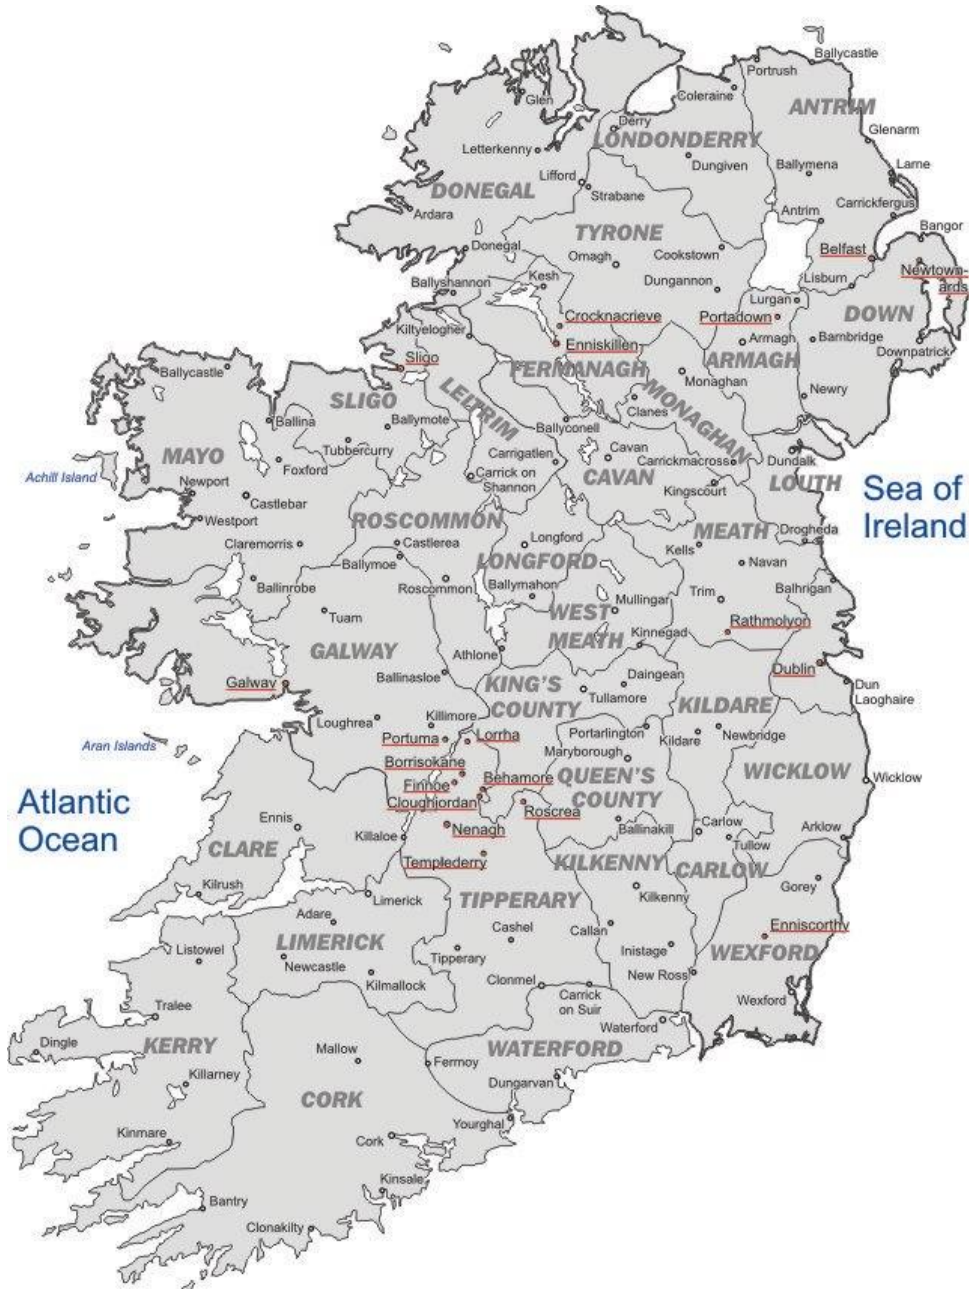 Ballycastle
Portrush
Coleraine
ANTRIM
Glen
Derry
LONDONDERRY
Glenarm
Letterkenny
Dungiven
Ballymena
Larne
Lifford
Strabane
DONEGAL
Carrickfergus
Antrim
Ardara
Bangor
TYRONE
Donegal
Belfast
Omagh
Cookstown
Newtown-
ards
Kesh
Dungannon
Lisburn
Ballyshannon
Lurgan
DOWN
Crocknacrieve
Portadown
Kiltyelogher
Enniskillen
Armagh
Barnbridge
Sligo
ARMAGH
Downpatrick
Ballycastle
FERMANAGH
Monaghan
Newry
SLIGO
LEITRIM
Clanes
MONAGHAN
Ballina
Ballymote
Ballyconell
Tubbercurry
Cavan
Dundalk
MAYO
Foxford
Carrigatlen
Carrickmacross
Achill Island
Carrick on
Shannon
CAVAN
LOUTH
Newport
Castlebar
Kingscourt
Sea of
Ireland
Westport
ROSCOMMON
MEATH
Drogheda
Claremorris
Castlerea
Longford
Kells
Ballymoe
LONGFORD
Navan
Ballinrobe
Roscommon
Ballymahon
Trim
Balhrigan
Tuam
WEST
MEATH
Mullingar
Rathmolyon
Kinnegad
GALWAY
Athlone
Dublin
Galway
Ballinasloe
KING'S
COUNTY
Daingean
Tullamore
Dun
Laoghaire
KILDARE
Loughrea
Killimore
Portarlington
Kildare
Newbridge
Portuma
Lorrha
Aran Islands
Maryborough
Borrisokane
WICKLOW
Finnoe
Behamore
QUEEN'S
COUNTY
Wicklow
Cloughjordan
Roscrea
Atlantic
Ocean
Ennis
Nenagh
Ballinakill
Carlow
Arklow
Killaloe
Tullow
CLARE
Templederry
KILKENNY
CARLOW
Kilrush
Limerick
TIPPERARY
Kilkenny
Gorey
Adare
Cashel
Callan
Enniscorthy
LIMERICK
Listowel
Tipperary
Inistage
WEXFORD
Newcastle
Kilmallock
Clonmel
Carrick
on Suir
New Ross
Wexford
Tralee
Waterford
Dingle
KERRY
Mallow
Fermoy
WATERFORD
Killarney
Dungarvan
CORK
Yourghal
Kinmare
Cork
Kinsale
Bantry
Clonakilty